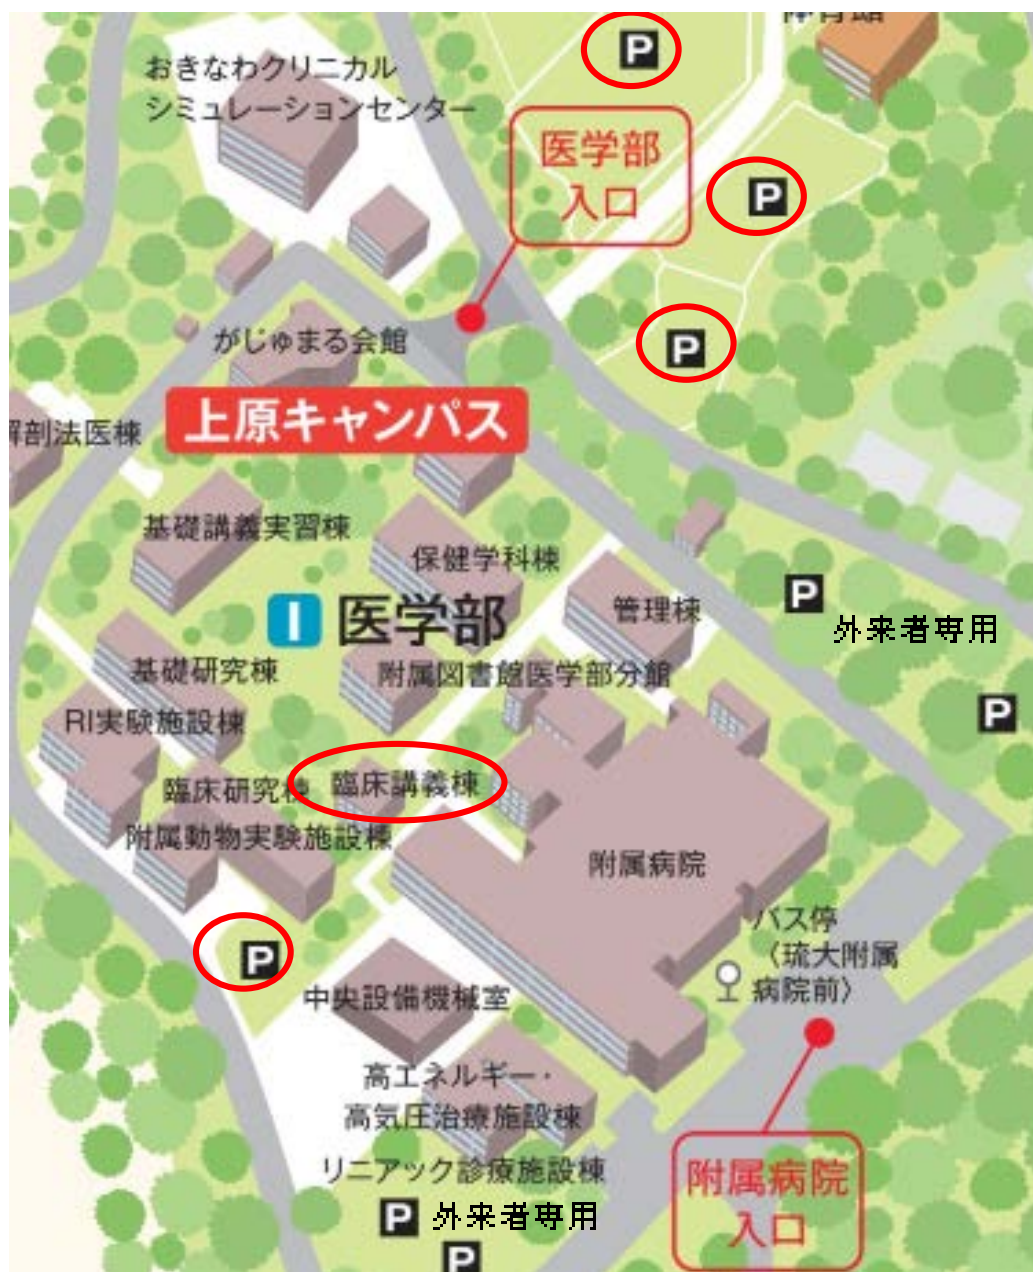 体育館
P
おきなわクリニカル
シミュレーションセンター
医学部
入口
P
がじゅまる会館
P
上原キャンパス
解剖法医棟
基礎講義実習棟
保健学科棟
P
管理棟
外来者専用
I 医学部
基礎研究棟
附属図書館医学部分館
P
RI実験施設棟
臨床研究棟
臨床講義棟
附属動物実験施設棟
附属病院
バス停
〈琉大附属
病院前〉
P
中央設備機械室
高エネルギー・
高気圧治療施設棟
リニアック診療施設棟
附属病院
入口
P 外来者専用
P